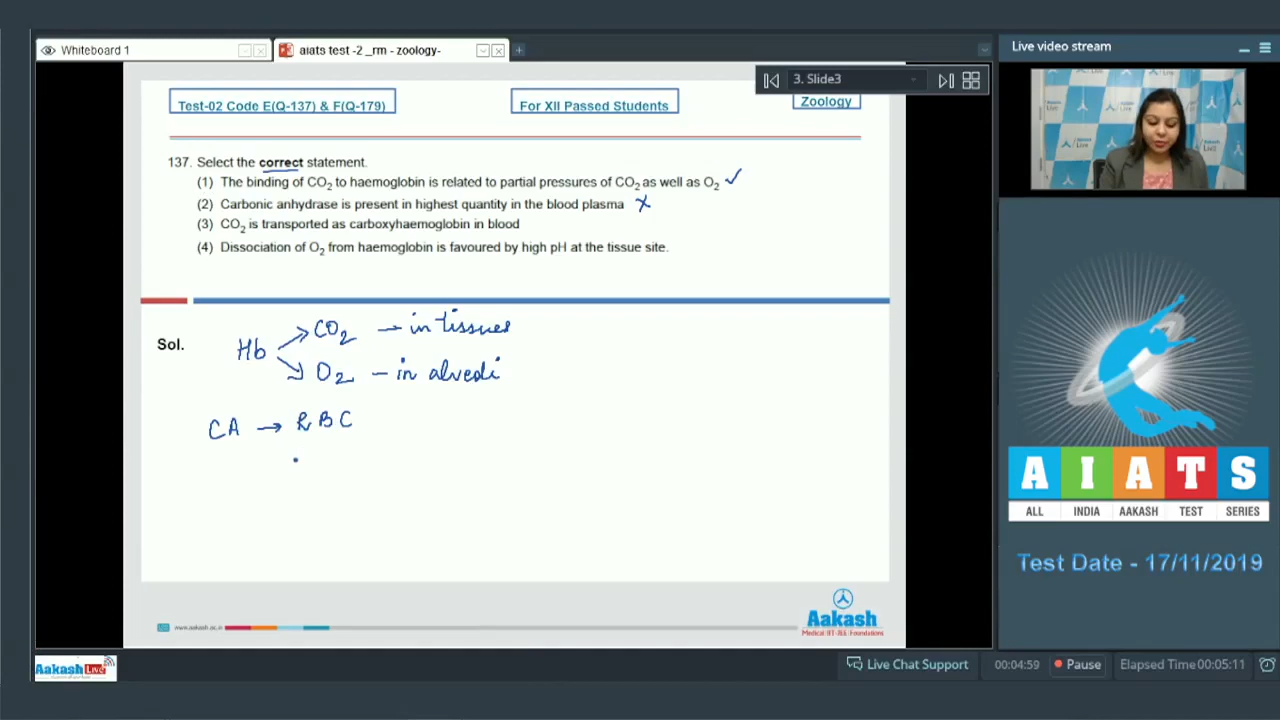 Whiteboard 1
aiats test -2 _rm - zoology-
Live video stream
3. Slide3
Test-02 Code E(Q-137) & F(Q-179)
For XII Passed Students
Zoology
137. Select the correct statement.
(1) The binding of CO2 to haemoglobin is related to partial pressures of CO2 as well as O2 ✓
(2) Carbonic anhydrase is present in highest quantity in the blood plasma ✗
(3) CO2 is transported as carboxyhaemoglobin in blood
(4) Dissociation of O2 from haemoglobin is favoured by high pH at the tissue site.
Sol.
Hb
CO2 → in tissues
O2 – in alveoli
CA → RBC
A I A T S
ALL INDIA AAKASH TEST SERIES
Test Date - 17/11/2019
www.aakash.ac.in
Aakash
Medical|IIT-JEE|Foundations
Aakash Live
Live Chat Support
00:04:59
Pause
Elapsed Time 00:05:11